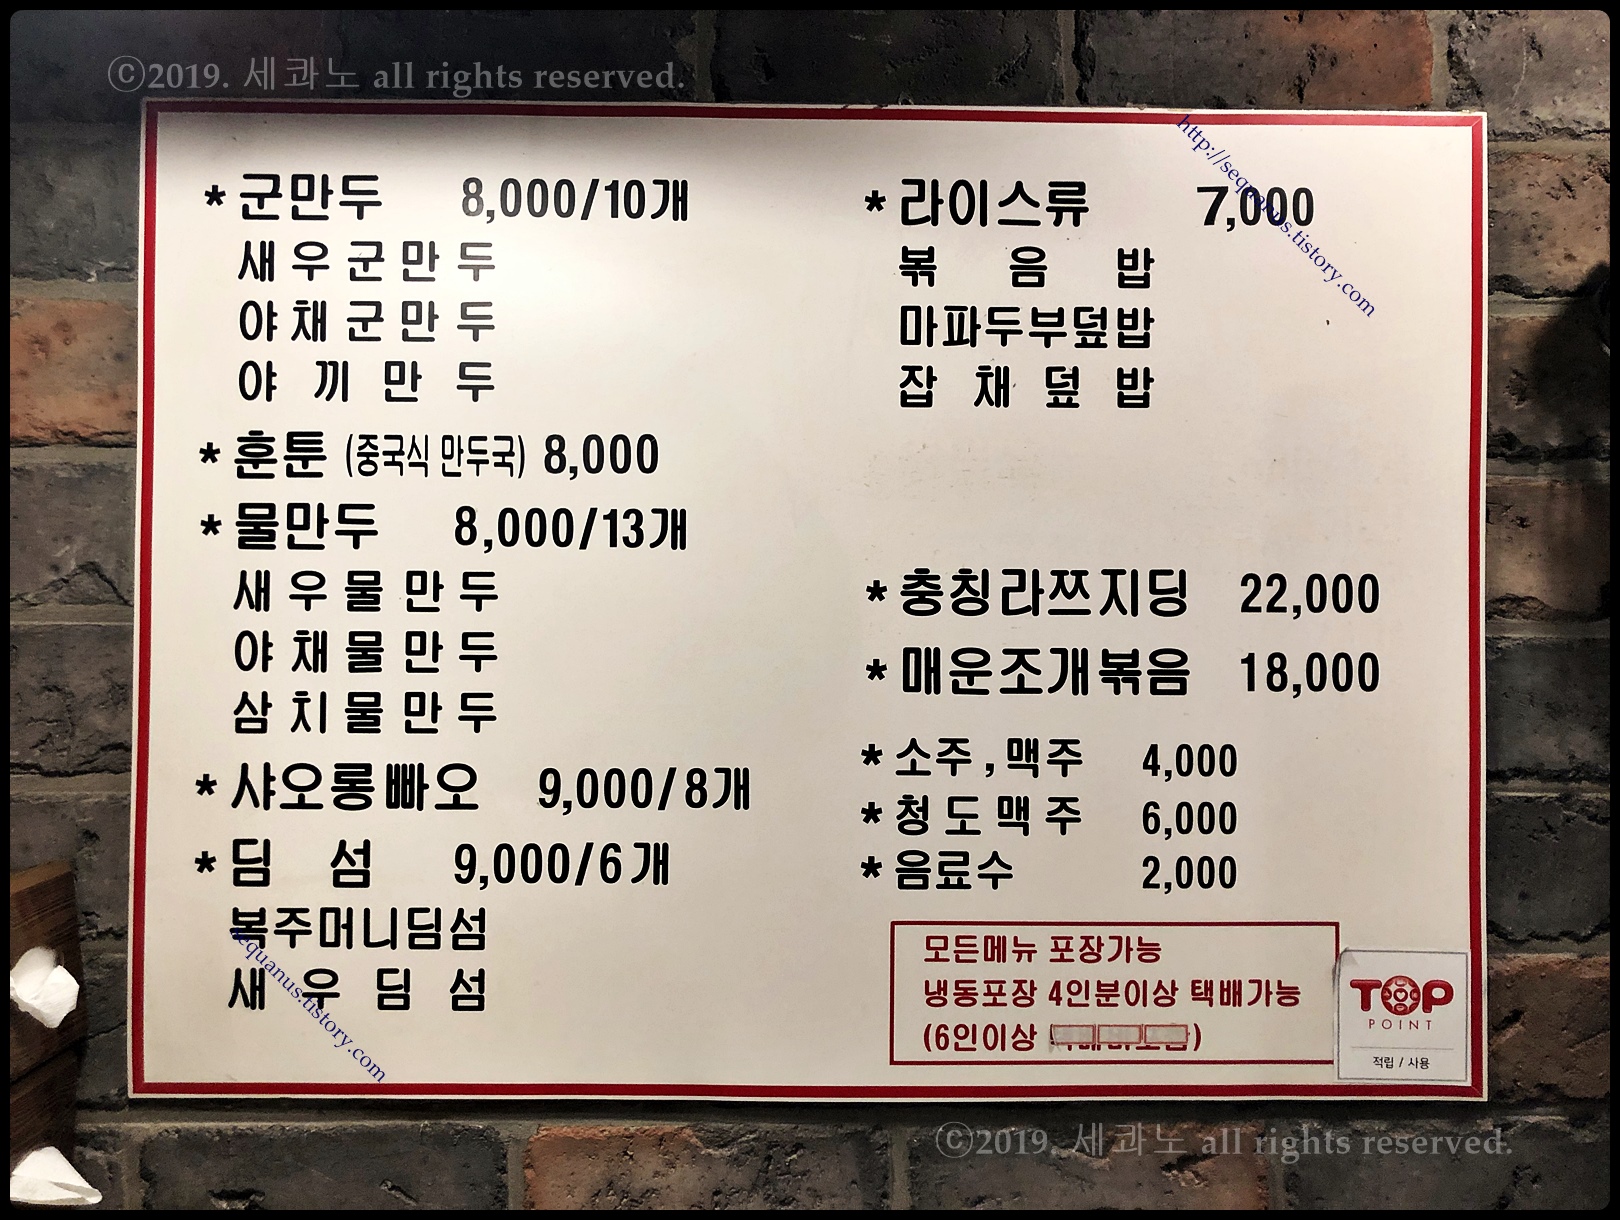 ⓒ2019. 세콰노 all rights reserved.
http://sequanus.tistory.com
* 군만두 8,000/10개
새우군만두
야채군만두
야끼만두
* 훈툰 (중국식 만두국) 8,000
* 물만두 8,000/13개
새우물만두
야채물만두
삼치물만두
* 샤오롱빠오 9,000/8개
* 딤섬 9,000/6개
복주머니딤섬
새우딤섬
sequanus.tistory.com
* 라이스류 7,000
볶음밥
마파두부덮밥
잡채덮밥
* 충칭라쯔지딩 22,000
* 매운조개볶음 18,000
* 소주, 맥주 4,000
* 청도맥주 6,000
* 음료수 2,000
모든메뉴 포장가능
냉동포장 4인분이상 택배가능
(6인이상 )
TOP
POINT
적립 / 사용
ⓒ2019. 세콰노 all rights reserved.